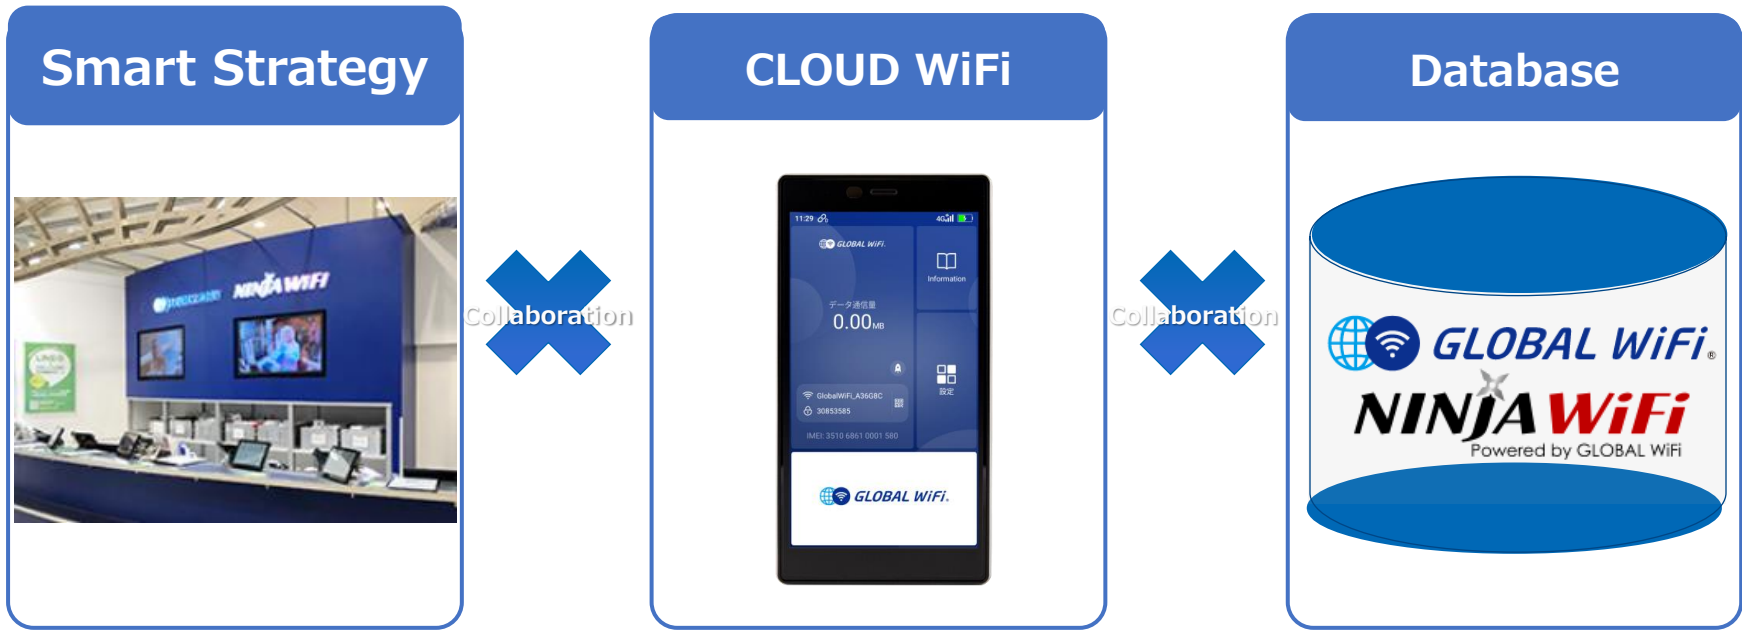 Smart Strategy
NINJA WiFi
Collaboration
CLOUD WiFi
11:29
4G
GLOBAL WiFi.
Information
データ通信量
0.00MB
設定
GlobalWiFi_A36G8C
30853585
IMEI: 3510 6861 0001 580
GLOBAL WiFi.
Collaboration
Database
GLOBAL WiFi.®
NINJA WiFi
Powered by GLOBAL WiFi